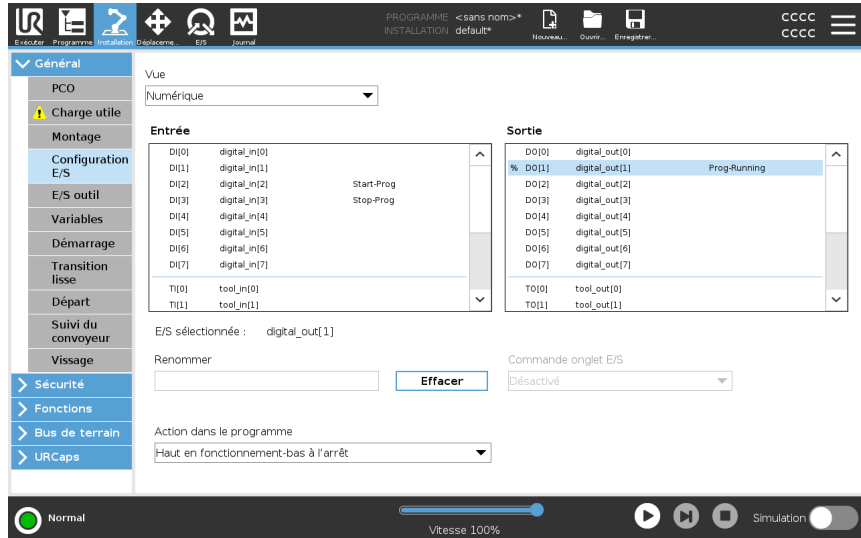 UR
PROGRAMME <sans nom>*
INSTALLATION default*
CCCC
CCCC
Exécuter Programme Installation Déplaceme... E/S Journal
Nouveau... Ouvrir... Enregistrer...
Général
PCO
Charge utile
Montage
Configuration
E/S
E/S outil
Variables
Démarrage
Transition
lisse
Départ
Suivi du
convoyeur
Vissage
Sécurité
Fonctions
Bus de terrain
URCaps
Vue
Numérique
Entrée
DI[0] digital_in[0]
DI[1] digital_in[1]
DI[2] digital_in[2] Start-Prog
DI[3] digital_in[3] Stop-Prog
DI[4] digital_in[4]
DI[5] digital_in[5]
DI[6] digital_in[6]
DI[7] digital_in[7]
TI[0] tool_in[0]
TI[1] tool_in[1]
Sortie
DO[0] digital_out[0]
% DO[1] digital_out[1] Prog-Running
DO[2] digital_out[2]
DO[3] digital_out[3]
DO[4] digital_out[4]
DO[5] digital_out[5]
DO[6] digital_out[6]
DO[7] digital_out[7]
TO[0] tool_out[0]
TO[1] tool_out[1]
E/S sélectionnée : digital_out[1]
Renommer
Effacer
Commande onglet E/S
Désactivé
Action dans le programme
Haut en fonctionnement-bas à l'arrêt
Normal
Vitesse 100%
Simulation